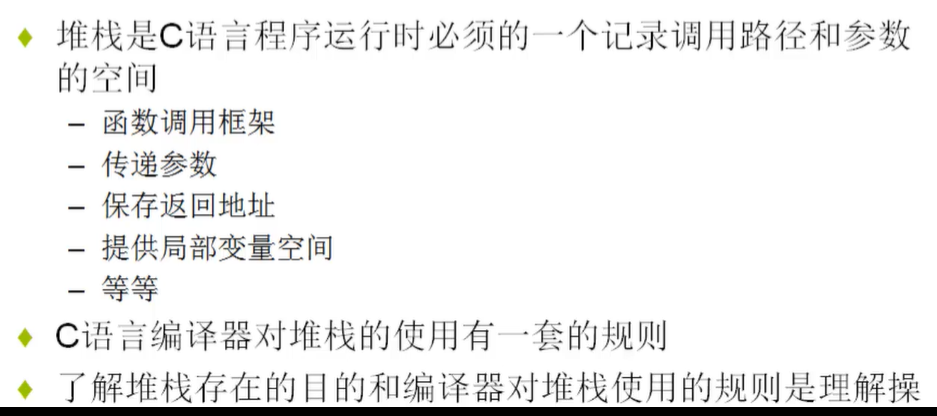 堆栈是C语言程序运行时必须的一个记录调用路径和参数
的空间
– 函数调用框架
– 传递参数
– 保存返回地址
– 提供局部变量空间
– 等等
C语言编译器对堆栈的使用有一套的规则
了解堆栈存在的目的和编译器对堆栈使用的规则是理解操